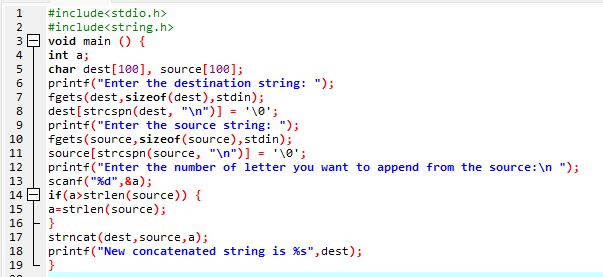 1 #include<stdio.h>
2 #include<string.h>
3 void main () {
4 int a;
5 char dest[100], source[100];
6 printf("Enter the destination string: ");
7 fgets(dest,sizeof(dest),stdin);
8 dest[strcspn(dest, "\n")] = '\0';
9 printf("Enter the source string: ");
10 fgets(source,sizeof(source),stdin);
11 source[strcspn(source, "\n")] = '\0';
12 printf("Enter the number of letter you want to append from the source:\n ");
13 scanf("%d",&a);
14 if(a>strlen(source)) {
15 a=strlen(source);
16 }
17 strncat(dest,source,a);
18 printf("New concatenated string is %s",dest);
19 }